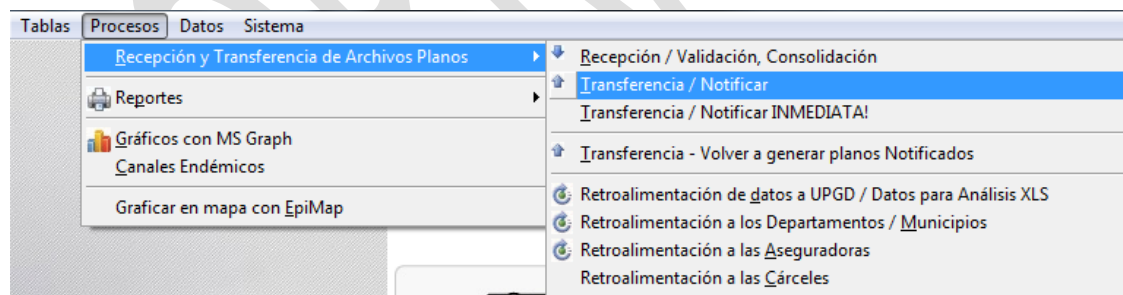 Tablas Procesos Datos Sistema
Recepción y Transferencia de Archivos Planos
Reportes
Gráficos con MS Graph
Canales Endémicos
Graficar en mapa con EpiMap
Recepción / Validación, Consolidación
Transferencia / Notificar
Transferencia / Notificar INMEDIATA!
Transferencia - Volver a generar planos Notificados
Retroalimentación de datos a UPGD / Datos para Análisis XLS
Retroalimentación a los Departamentos / Municipios
Retroalimentación a las Aseguradoras
Retroalimentación a las Cárceles